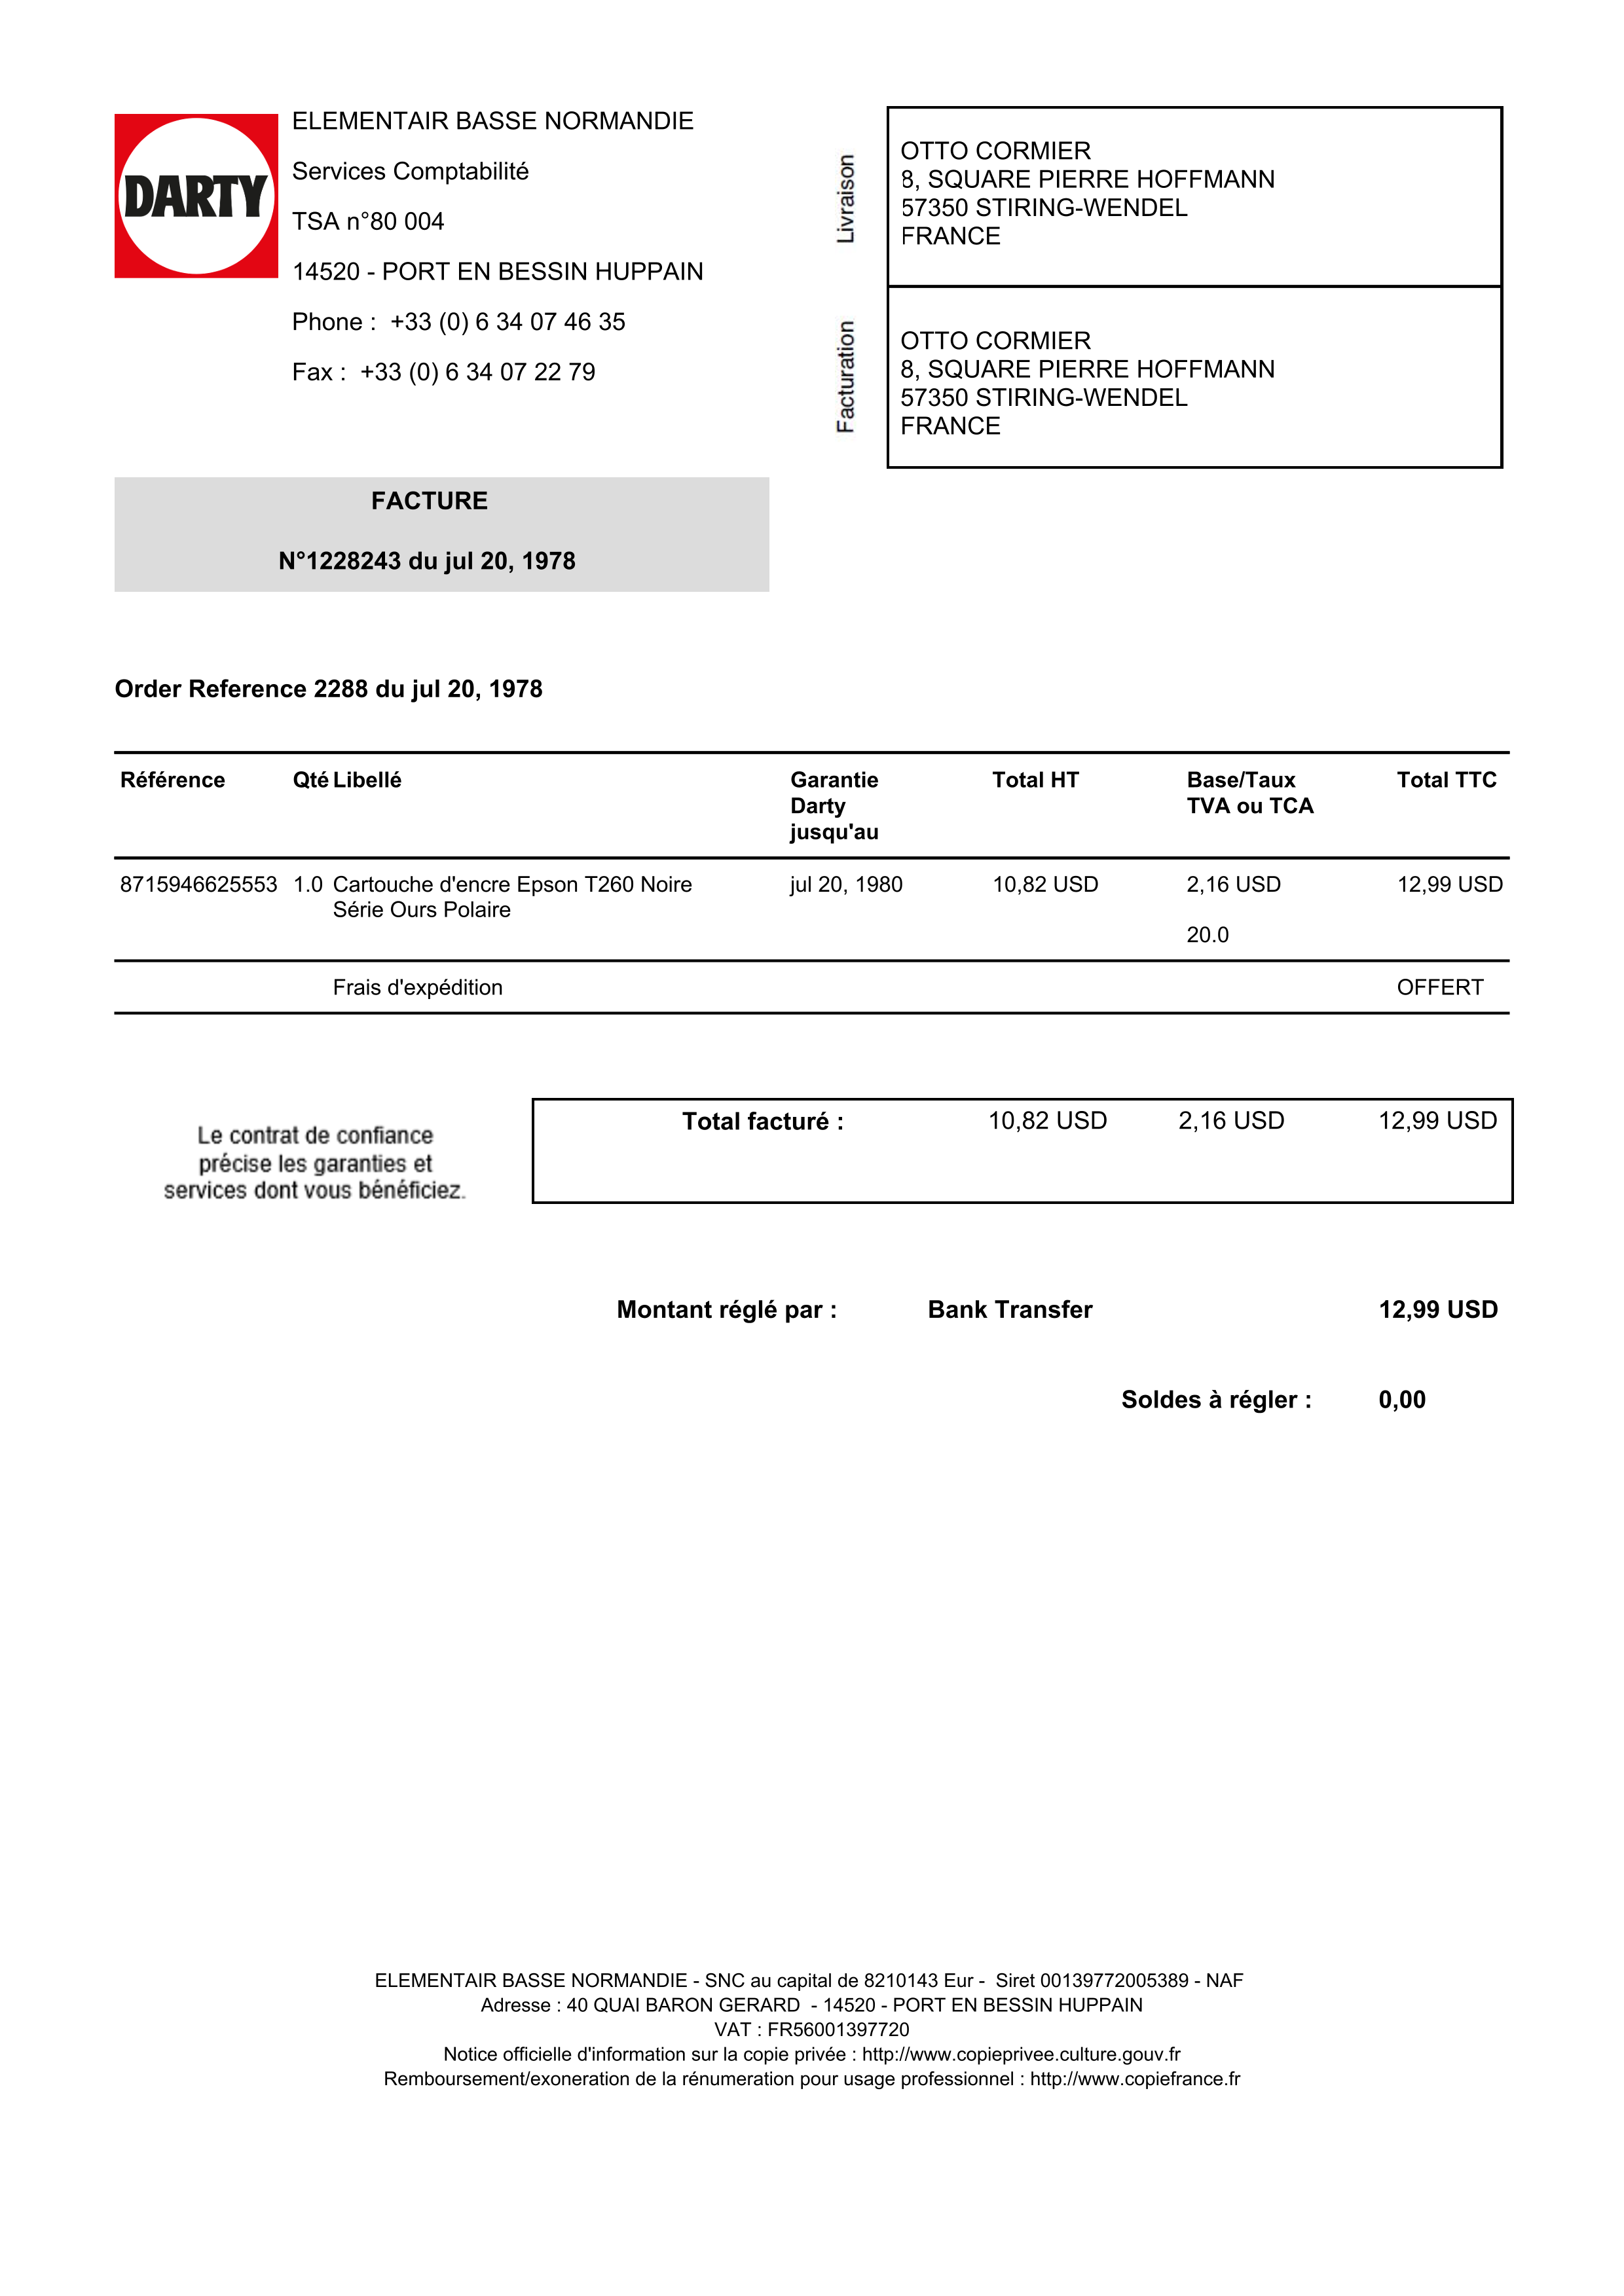 DARTY
ELEMENTAIR BASSE NORMANDIE
Services Comptabilité
TSA n°80 004
14520 - PORT EN BESSIN HUPPAIN
Phone : +33 (0) 6 34 07 46 35
Fax : +33 (0) 6 34 07 22 79
Livraison
OTTO CORMIER
8, SQUARE PIERRE HOFFMANN
57350 STIRING-WENDEL
FRANCE
Facturation
OTTO CORMIER
8, SQUARE PIERRE HOFFMANN
57350 STIRING-WENDEL
FRANCE
FACTURE
N°1228243 du jul 20, 1978
Order Reference 2288 du jul 20, 1978
Référence Qté Libellé Garantie Darty jusqu'au Total HT Base/Taux TVA ou TCA Total TTC
8715946625553 1.0 Cartouche d'encre Epson T260 Noire jul 20, 1980 10,82 USD 2,16 USD 12,99 USD
Série Ours Polaire
20.0
Frais d'expédition OFFERT
Le contrat de confiance
précise les garanties et
services dont vous bénéficiez.
Total facturé : 10,82 USD 2,16 USD 12,99 USD
Montant réglé par : Bank Transfer 12,99 USD
Soldes à régler : 0,00
ELEMENTAIR BASSE NORMANDIE - SNC au capital de 8210143 Eur - Siret 00139772005389 - NAF
Adresse : 40 QUAI BARON GERARD - 14520 - PORT EN BESSIN HUPPAIN
VAT : FR56001397720
Notice officielle d'information sur la copie privée : http://www.copieprivee.culture.gouv.fr
Remboursement/exoneration de la rénumeration pour usage professionnel : http://www.copiefrance.fr